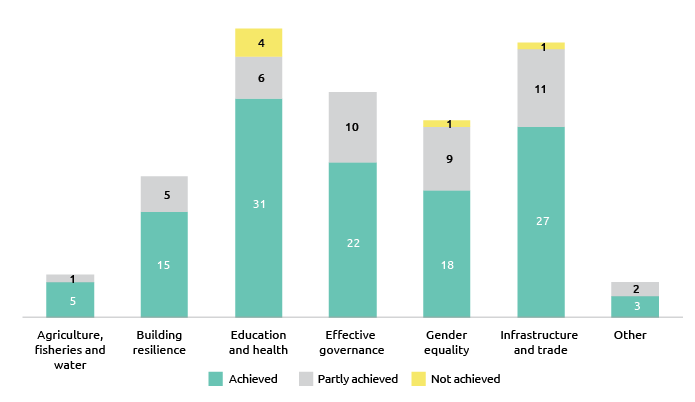 4
6
31
1
11
27
10
22
1
9
18
5
15
1
5
2
3
Agriculture,
fisheries and
water
Building
resilience
Education
and health
Effective
governance
Gender
equality
Infrastructure
and trade
Other
Achieved
Partly achieved
Not achieved